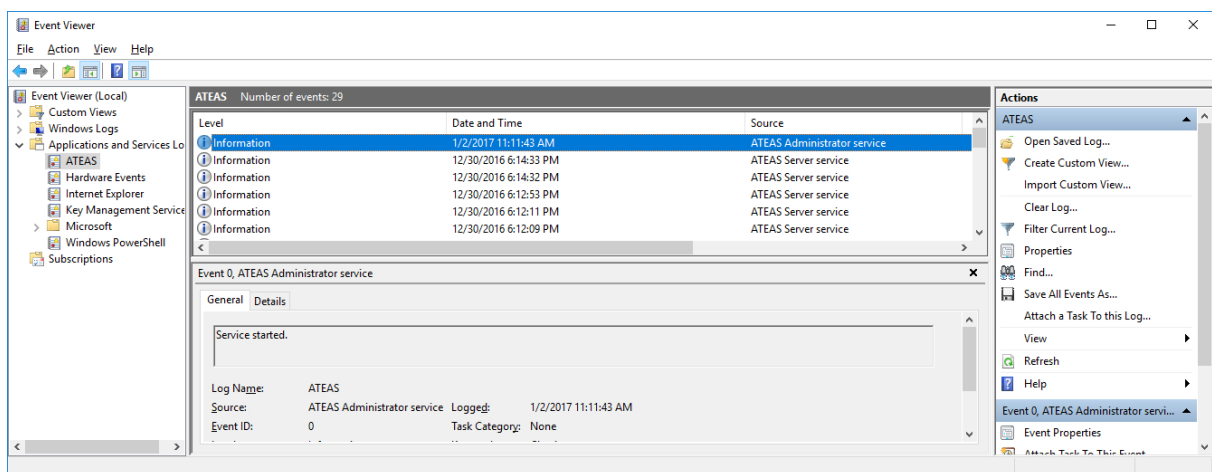 Event Viewer
File Action View Help
Event Viewer (Local)
Custom Views
Windows Logs
Applications and Services Lo
ATEAS
Hardware Events
Internet Explorer
Key Management Service
Microsoft
Windows PowerShell
Subscriptions
ATEAS Number of events: 29
Level Date and Time Source
Information 1/2/2017 11:11:43 AM ATEAS Administrator service
Information 12/30/2016 6:14:33 PM ATEAS Server service
Information 12/30/2016 6:14:32 PM ATEAS Server service
Information 12/30/2016 6:12:53 PM ATEAS Server service
Information 12/30/2016 6:12:11 PM ATEAS Server service
Information 12/30/2016 6:12:09 PM ATEAS Server service
Event 0, ATEAS Administrator service
General Details
Service started.
Log Name: ATEAS
Source: ATEAS Administrator service Logged: 1/2/2017 11:11:43 AM
Event ID: 0 Task Category: None
Actions
ATEAS
Open Saved Log...
Create Custom View...
Import Custom View...
Clear Log...
Filter Current Log...
Properties
Find...
Save All Events As...
Attach a Task To this Log...
View
Refresh
Help
Event 0, ATEAS Administrator servi...
Event Properties
Attach Task To This Event